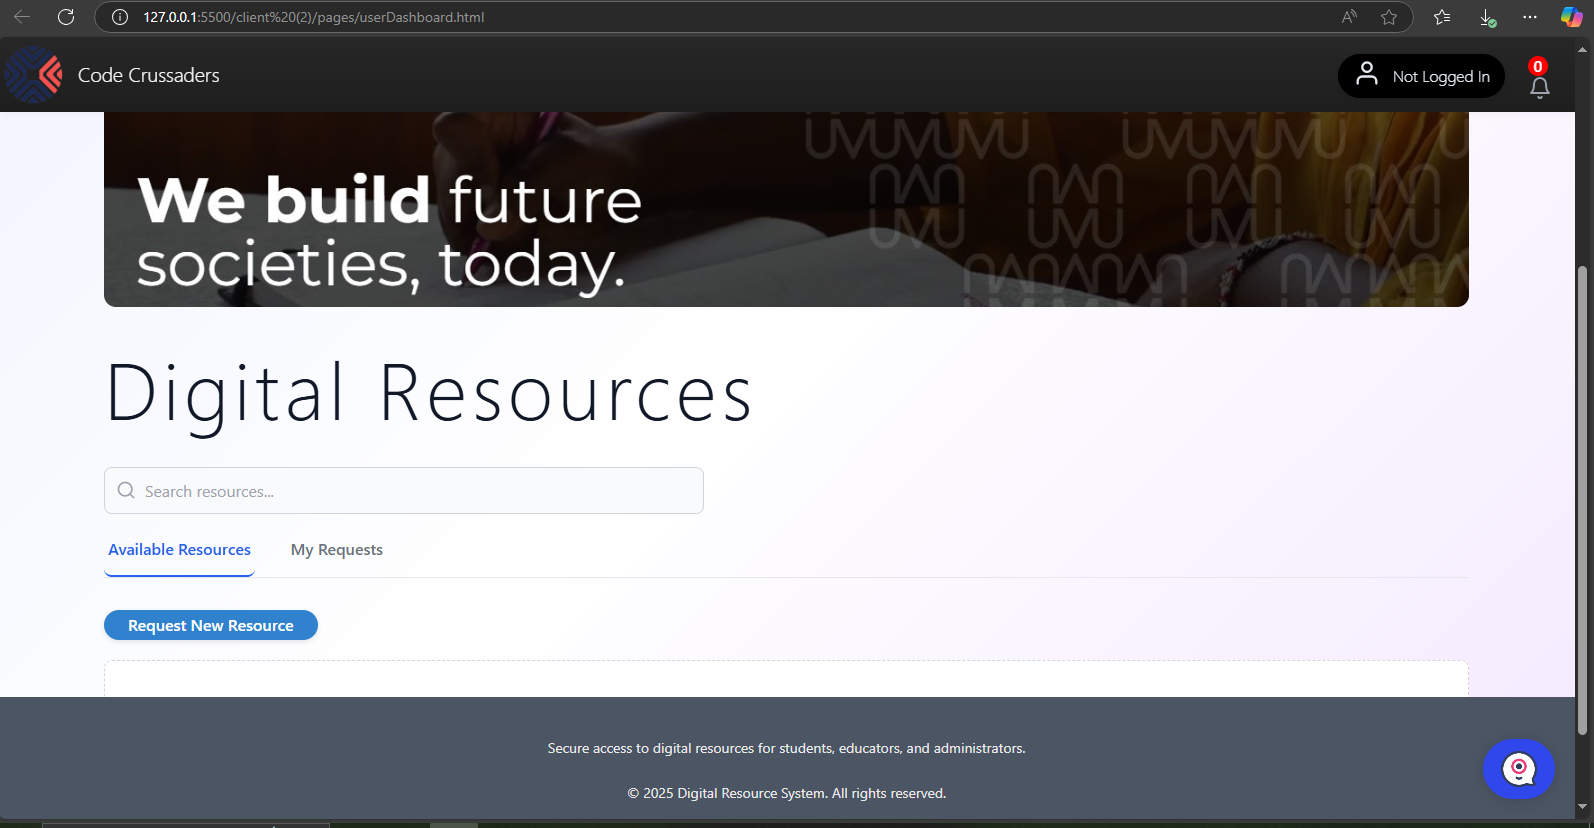 127.0.0.1:5500/client%20(2)/pages/userDashboard.html
Code Crussaders
Not Logged In
0
We build future
societies, today.
Digital Resources
Search resources...
Available Resources
My Requests
Request New Resource
Secure access to digital resources for students, educators, and administrators.
© 2025 Digital Resource System. All rights reserved.